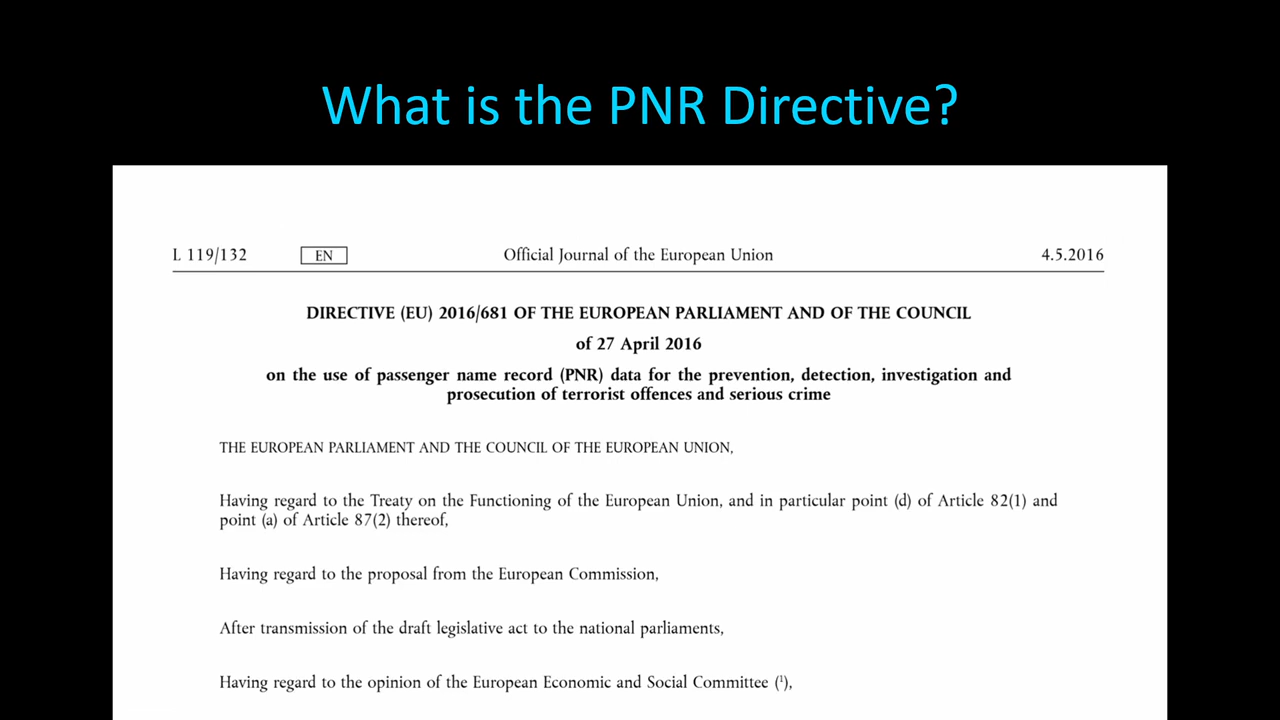 What is the PNR Directive?
L 119/132 EN Official Journal of the European Union 4.5.2016
DIRECTIVE (EU) 2016/681 OF THE EUROPEAN PARLIAMENT AND OF THE COUNCIL
of 27 April 2016
on the use of passenger name record (PNR) data for the prevention, detection, investigation and
prosecution of terrorist offences and serious crime
THE EUROPEAN PARLIAMENT AND THE COUNCIL OF THE EUROPEAN UNION,
Having regard to the Treaty on the Functioning of the European Union, and in particular point (d) of Article 82(1) and
point (a) of Article 87(2) thereof,
Having regard to the proposal from the European Commission,
After transmission of the draft legislative act to the national parliaments,
Having regard to the opinion of the European Economic and Social Committee (¹),